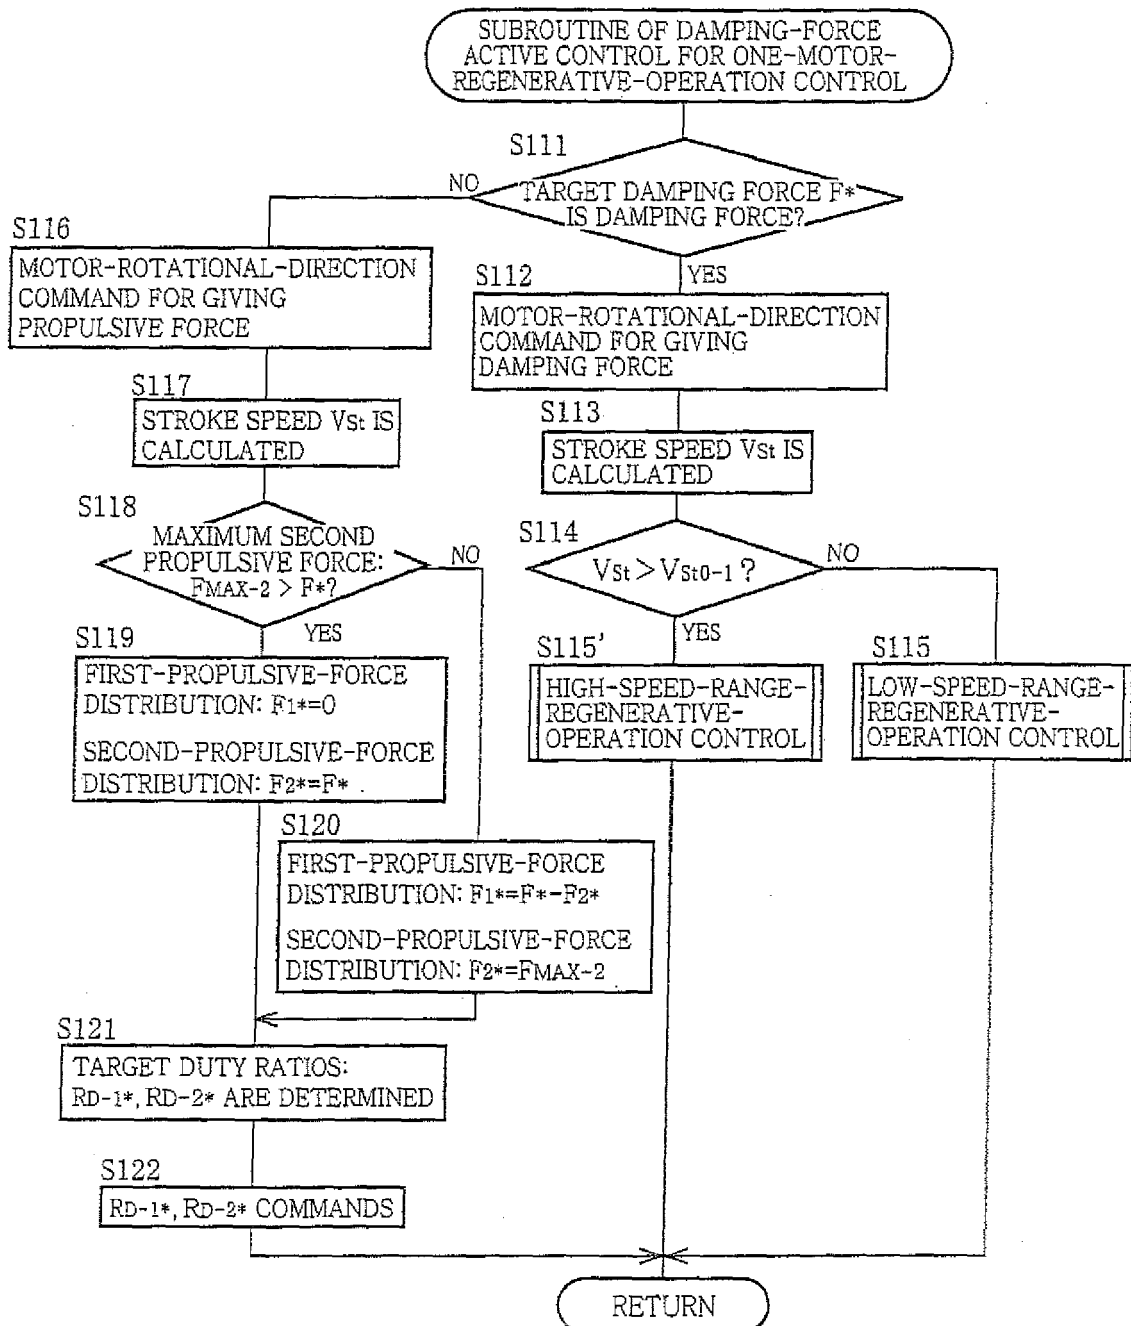 SUBROUTINE OF DAMPING-FORCE
ACTIVE CONTROL FOR ONE-MOTOR-
REGENERATIVE-OPERATION CONTROL
S111
NO
TARGET DAMPING FORCE F*
IS DAMPING FORCE?
S116
MOTOR-ROTATIONAL-DIRECTION
COMMAND FOR GIVING
PROPULSIVE FORCE
S112
YES
MOTOR-ROTATIONAL-DIRECTION
COMMAND FOR GIVING
DAMPING FORCE
S117
STROKE SPEED VSt IS
CALCULATED
S113
STROKE SPEED VSt IS
CALCULATED
S118
MAXIMUM SECOND
PROPULSIVE FORCE:
FMAX-2 > F*?
NO
YES
S114
VSt > VSt0-1 ?
NO
YES
S119
FIRST-PROPULSIVE-FORCE
DISTRIBUTION: F1*=0
SECOND-PROPULSIVE-FORCE
DISTRIBUTION: F2*=F*
S115'
HIGH-SPEED-RANGE-
REGENERATIVE-
OPERATION CONTROL
S115
LOW-SPEED-RANGE-
REGENERATIVE-
OPERATION CONTROL
S120
FIRST-PROPULSIVE-FORCE
DISTRIBUTION: F1*=F*-F2*
SECOND-PROPULSIVE-FORCE
DISTRIBUTION: F2*=FMAX-2
S121
TARGET DUTY RATIOS:
RD-1*, RD-2* ARE DETERMINED
S122
RD-1*, RD-2* COMMANDS
RETURN